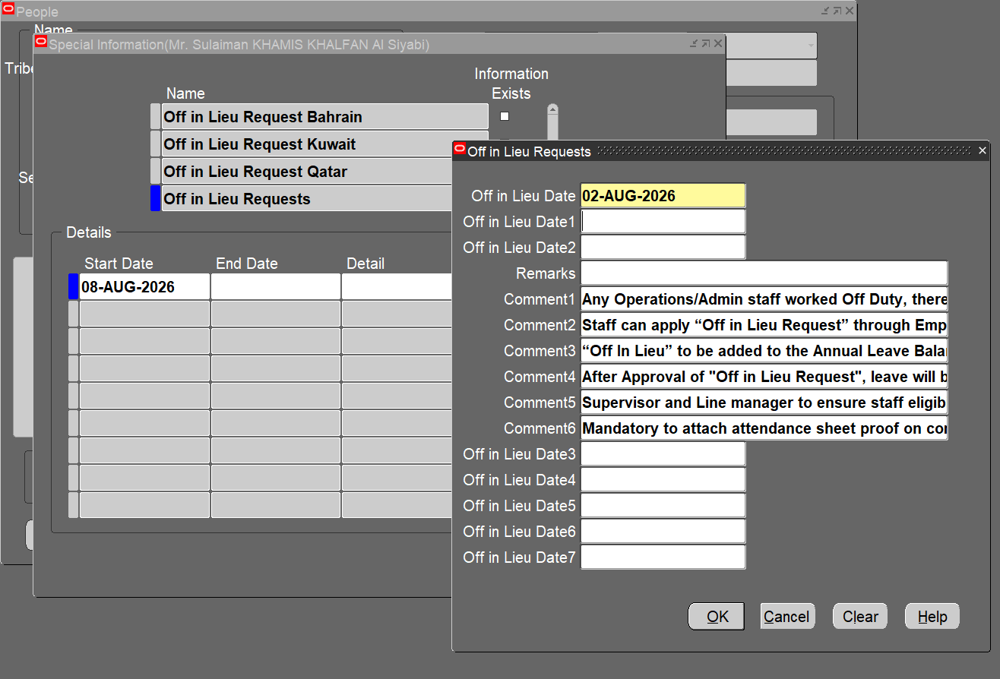 People
Name
Tribe
Special Information(Mr. Sulaiman KHAMIS KHALFAN Al Siyabi)
Information
Exists
Name
Off in Lieu Request Bahrain
Off in Lieu Request Kuwait
Off in Lieu Request Qatar
Off in Lieu Requests
Se
Details
Start Date End Date Detail
08-AUG-2026
Off in Lieu Requests
Off in Lieu Date 02-AUG-2026
Off in Lieu Date1
Off in Lieu Date2
Remarks
Comment1 Any Operations/Admin staff worked Off Duty, there
Comment2 Staff can apply “Off in Lieu Request” through Emp
Comment3 “Off In Lieu” to be added to the Annual Leave Bala
Comment4 After Approval of "Off in Lieu Request", leave will b
Comment5 Supervisor and Line manager to ensure staff eligib
Comment6 Mandatory to attach attendance sheet proof on cor
Off in Lieu Date3
Off in Lieu Date4
Off in Lieu Date5
Off in Lieu Date6
Off in Lieu Date7
OK Cancel Clear Help